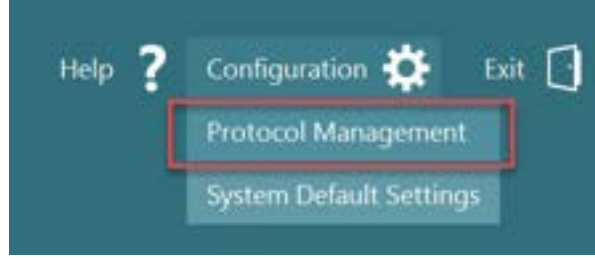 Help ? Configuration Exit
Protocol Management
System Default Settings